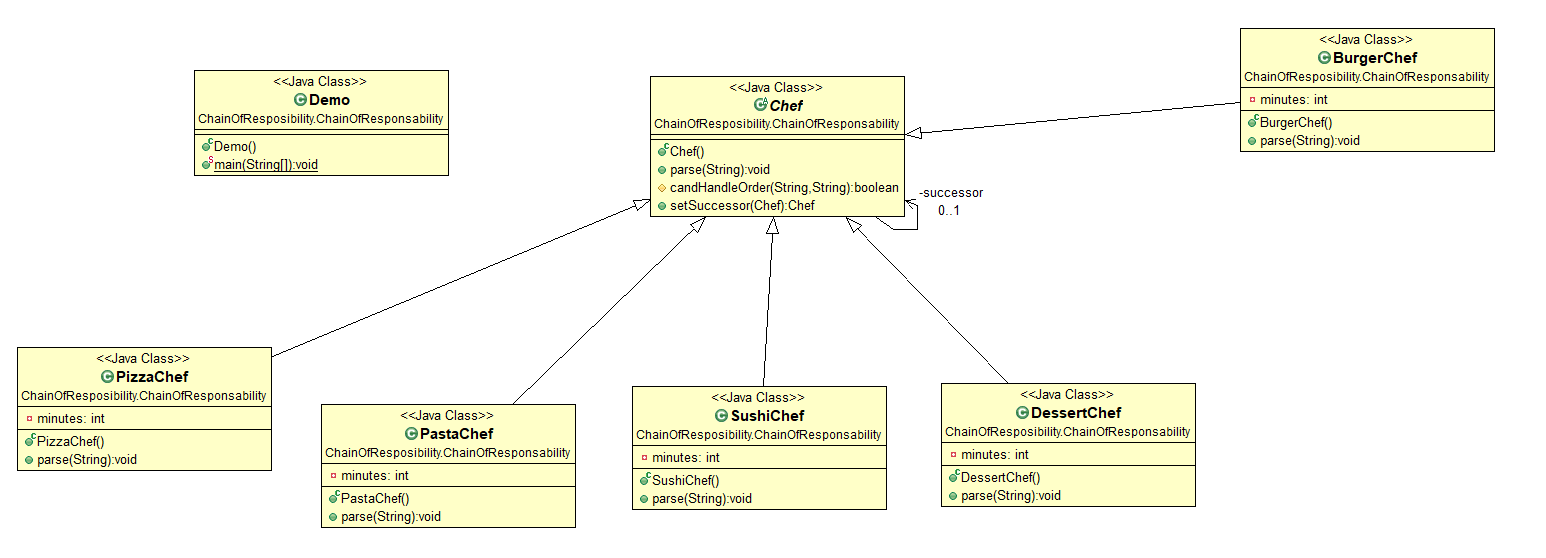 <<Java Class>>
Demo
ChainOfResposibility.ChainOfResponsability
Demo()
main(String[]):void
<<Java Class>>
Chef
ChainOfResposibility.ChainOfResponsability
Chef()
parse(String):void
candHandleOrder(String,String):boolean
setSuccessor(Chef):Chef
-successor
0..1
<<Java Class>>
BurgerChef
ChainOfResposibility.ChainOfResponsability
minutes: int
BurgerChef()
parse(String):void
<<Java Class>>
PizzaChef
ChainOfResposibility.ChainOfResponsability
minutes: int
PizzaChef()
parse(String):void
<<Java Class>>
PastaChef
ChainOfResposibility.ChainOfResponsability
minutes: int
PastaChef()
parse(String):void
<<Java Class>>
SushiChef
ChainOfResposibility.ChainOfResponsability
minutes: int
SushiChef()
parse(String):void
<<Java Class>>
DessertChef
ChainOfResposibility.ChainOfResponsability
minutes: int
DessertChef()
parse(String):void